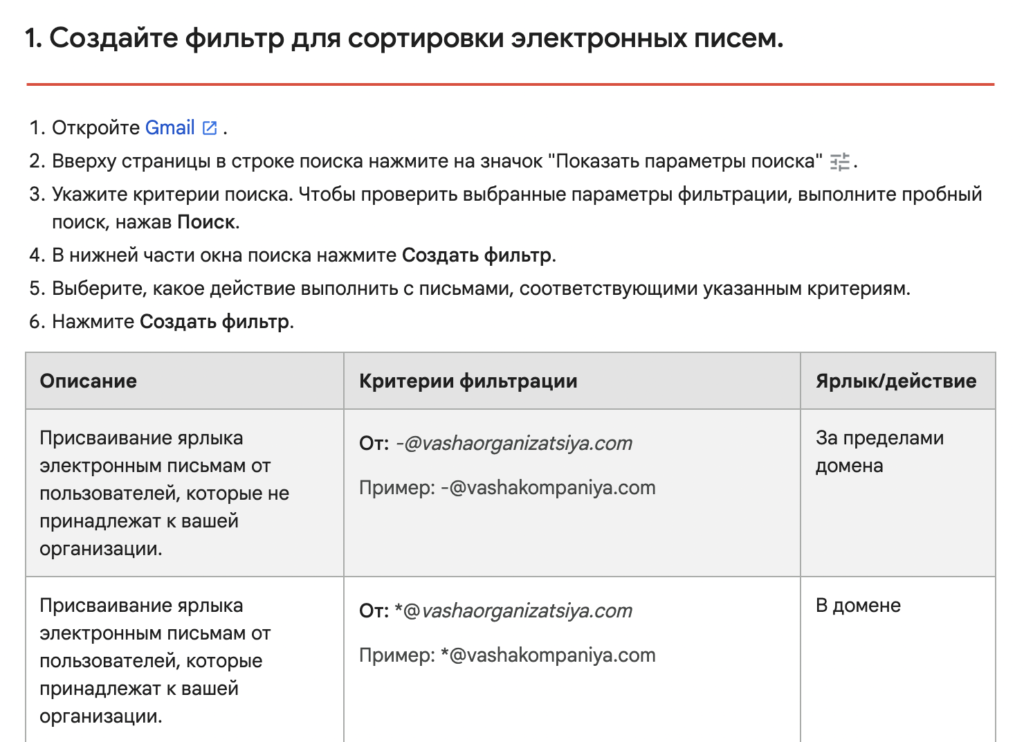 1. Создайте фильтр для сортировки электронных писем.
1. Откройте Gmail .
2. Вверху страницы в строке поиска нажмите на значок "Показать параметры поиска" .
3. Укажите критерии поиска. Чтобы проверить выбранные параметры фильтрации, выполните пробный
поиск, нажав Поиск.
4. В нижней части окна поиска нажмите Создать фильтр.
5. Выберите, какое действие выполнить с письмами, соответствующими указанным критериям.
6. Нажмите Создать фильтр.
Описание
Критерии фильтрации
Ярлык/действие
Присваивание ярлыка
электронным письмам от
пользователей, которые не
принадлежат к вашей
организации.
От: -@vashaorganizatsiya.com
Пример: -@vashakompaniya.com
За пределами
домена
Присваивание ярлыка
электронным письмам от
пользователей, которые
принадлежат к вашей
организации.
От: *@vashaorganizatsiya.com
Пример: *@vashakompaniya.com
В домене